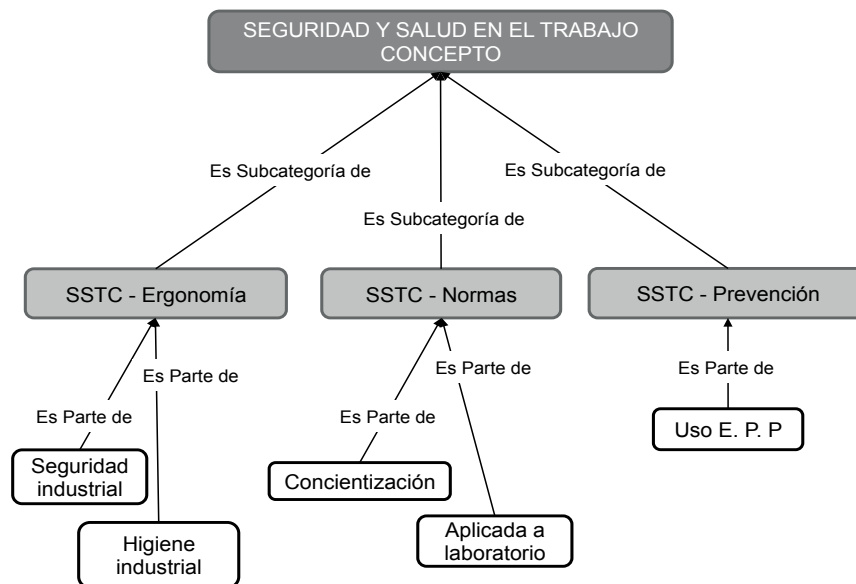 SEGURIDAD Y SALUD EN EL TRABAJO
CONCEPTO
Es Subcategoría de
Es Subcategoría de
Es Subcategoría de
SSTC - Ergonomía
SSTC - Normas
SSTC - Prevención
Es Parte de
Es Parte de
Es Parte de
Es Parte de
Es Parte de
Seguridad
industrial
Higiene
industrial
Concientización
Aplicada a
laboratorio
Uso E. P. P